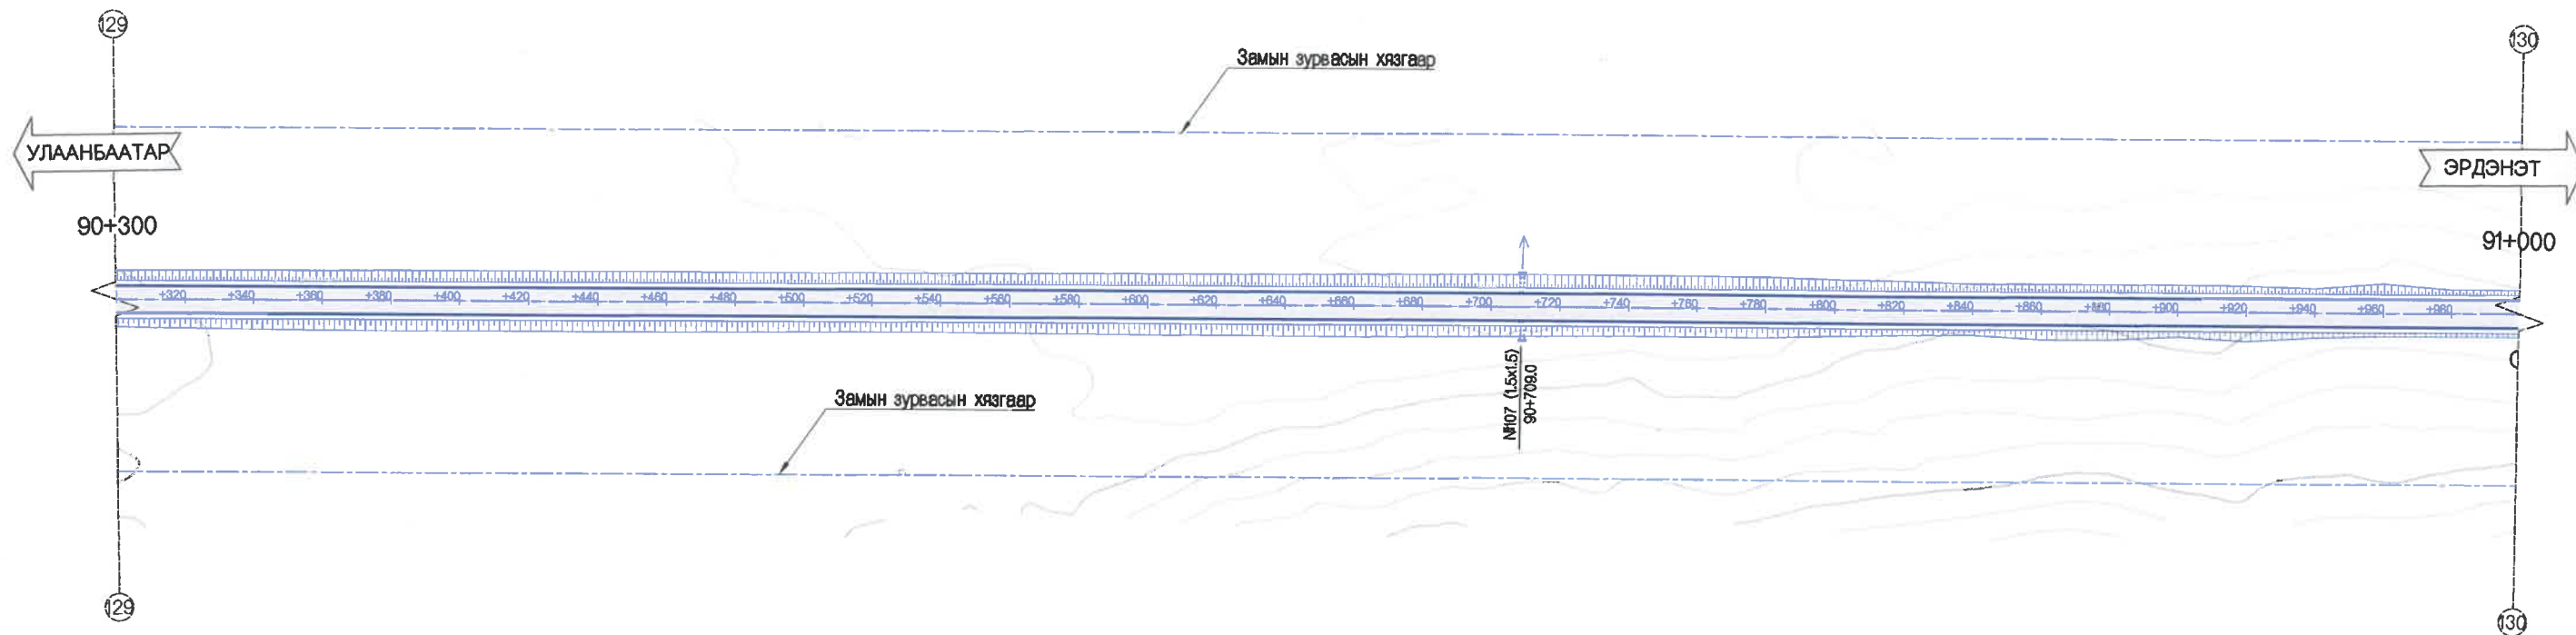 129
130
Замын зурвасын хязгаар
УЛААНБААТАР
ЭРДЭНЭТ
90+300
91+000
+320 +340 +360 +380 +400 +420 +440 +460 +480 +500 +520 +540 +560 +580 +600 +620 +640 +660 +680 +700 +720 +740 +760 +780 +800 +820 +840 +860 +880 +900 +920 +940 +960 +980
№107 (1.5x1.5)
90+709.0
Замын зурвасын хязгаар
129
130